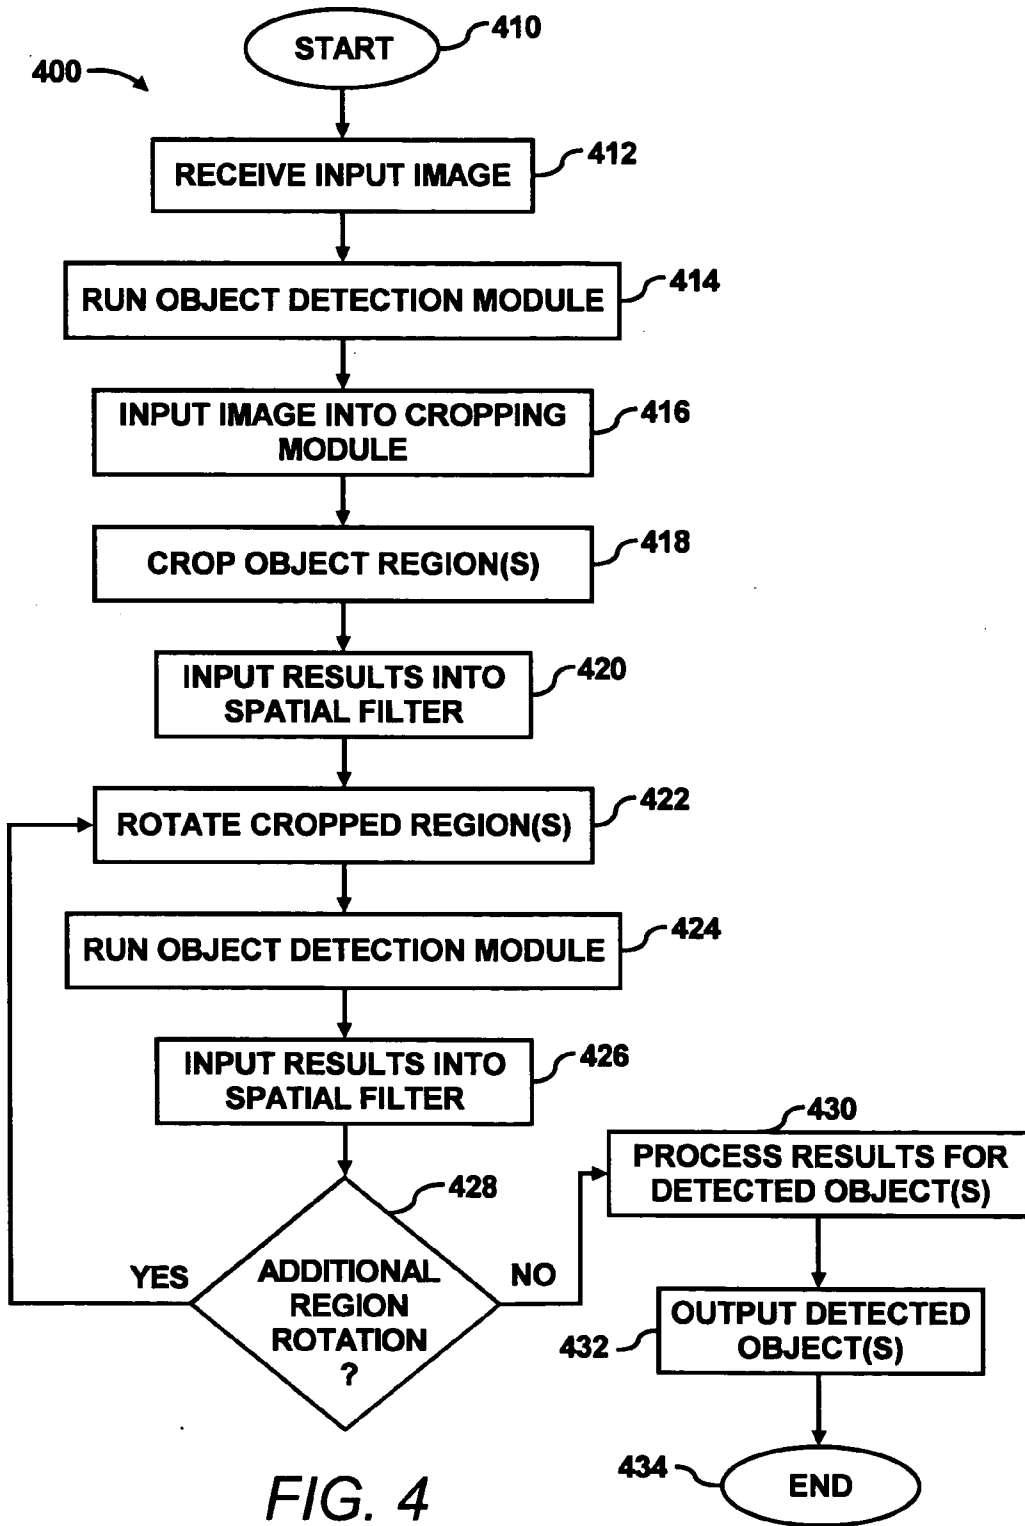 START
410
400
RECEIVE INPUT IMAGE
412
RUN OBJECT DETECTION MODULE
414
INPUT IMAGE INTO CROPPING
MODULE
416
CROP OBJECT REGION(S)
418
INPUT RESULTS INTO
SPATIAL FILTER
420
ROTATE CROPPED REGION(S)
422
RUN OBJECT DETECTION MODULE
424
INPUT RESULTS INTO
SPATIAL FILTER
426
428
ADDITIONAL
REGION
ROTATION
?
YES
NO
430
PROCESS RESULTS FOR
DETECTED OBJECT(S)
OUTPUT DETECTED
OBJECT(S)
432
END
434
FIG. 4